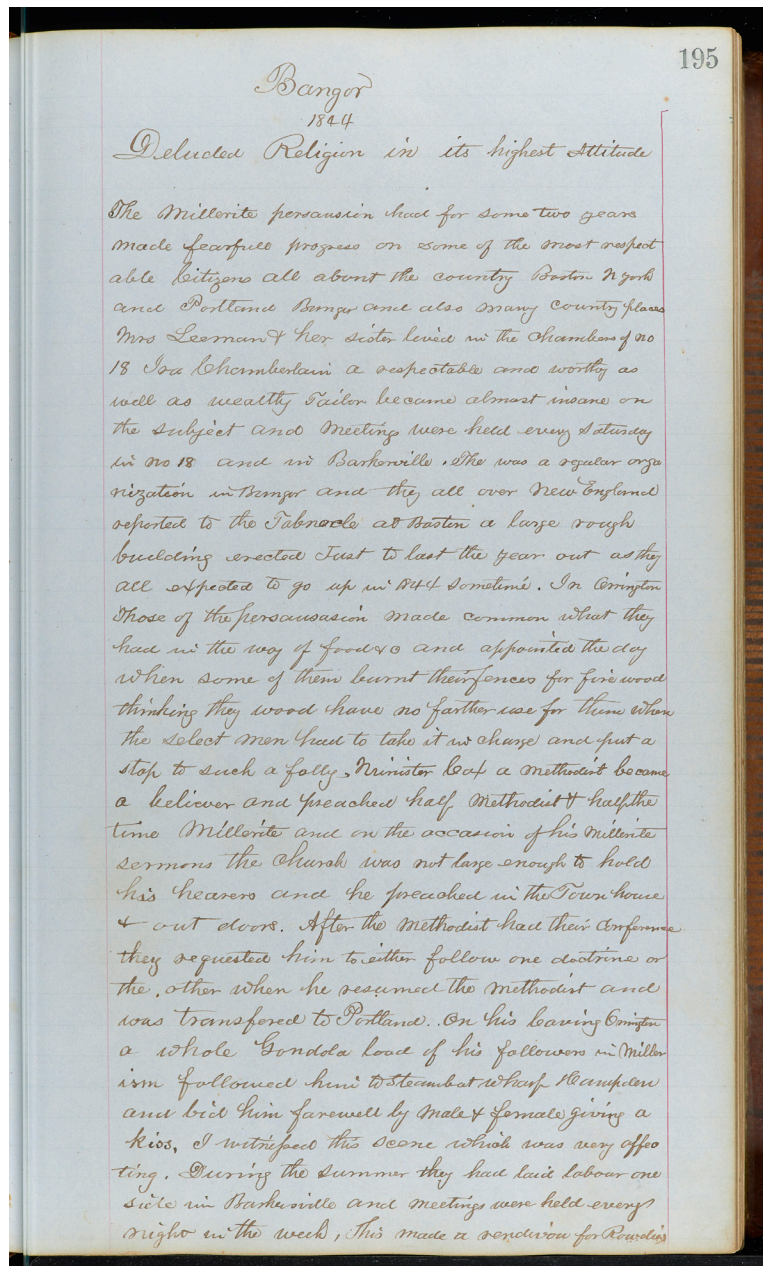 195
Bangor
1844
Deluded Religion in its highest Attitude
The Millerite persausion had for some two years
made fearfull progress on some of the most respect
able Citizens all about the country Boston N york
and Portland Bangor and also many county places
Mrs Leeman & her sister lived in the chambers of no
18 Ira Chamberlain a respectable and worthy as
well as wealthy Tailor became almost insane on
the subject and Meetings were held every Saturday
in no 18 and in Barkerville. The was a regular orga
nization in Bangor and they all over New England
reported to the Tabnacle at Boston a large rough
building erected Just to last the year out as they
all expected to go up in 1844 sometime. In Orrington
Those of the persausasion made common what they
had in the way of food &c and appointed the day
when some of them burnt their fences for fire wood
thinking they wood have no farther use for them when
the select men had to take it in charge and put a
stop to such a folly. Minister Cox a Methodist became
a beliver and preached half Methodist & half the
time Millerite and on the occasion of his Millerite
sermons the church was not large enough to hold
his hearers and he preached in the Town house
& out doors. After the Methodist had their Conference
they requested him to either follow one doctrine or
the other when he resumed the Methodist and
was transfered to Portland. On his leaving Orrington
a whole Gondola load of his followers in Miller
ism followed him to Steambat wharf Hampden
and bid him farewell by Male & female giving a
kiss, I witnessed this scene which was very affec
ting. During the summer they had laid labour one
side in Barkersville and meetings were held every
night in the week, This made a rendivou for Rowdies